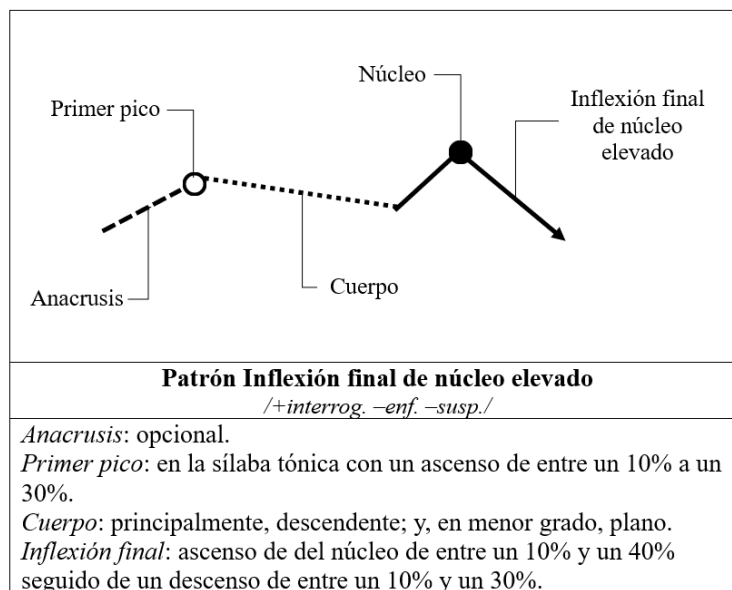 Núcleo
Primer pico
Inflexión final
de núcleo
elevado
Anacrusis
Cuerpo
Patrón Inflexión final de núcleo elevado
/+interrog. –enf. –susp./
Anacrusis: opcional.
Primer pico: en la sílaba tónica con un ascenso de entre un 10% a un
30%.
Cuerpo: principalmente, descendente; y, en menor grado, plano.
Inflexión final: ascenso de del núcleo de entre un 10% y un 40%
seguido de un descenso de entre un 10% y un 30%.